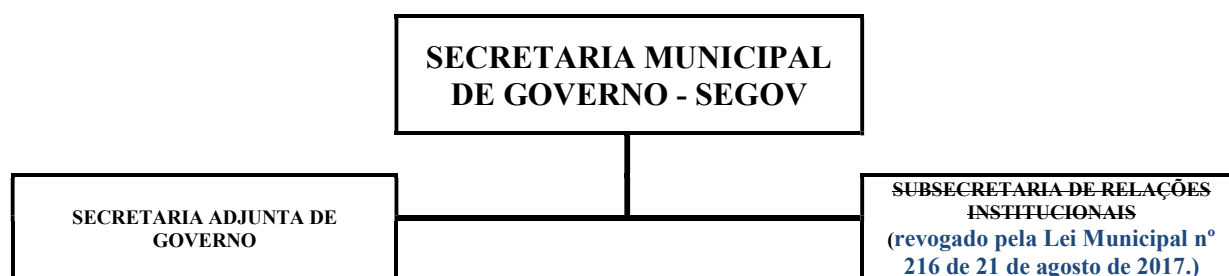 SECRETARIA MUNICIPAL
DE GOVERNO - SEGOV
SECRETARIA ADJUNTA DE
GOVERNO
SUBSECRETARIA DE RELAÇÕES
INSTITUCIONAIS
(revogado pela Lei Municipal nº
216 de 21 de agosto de 2017.)